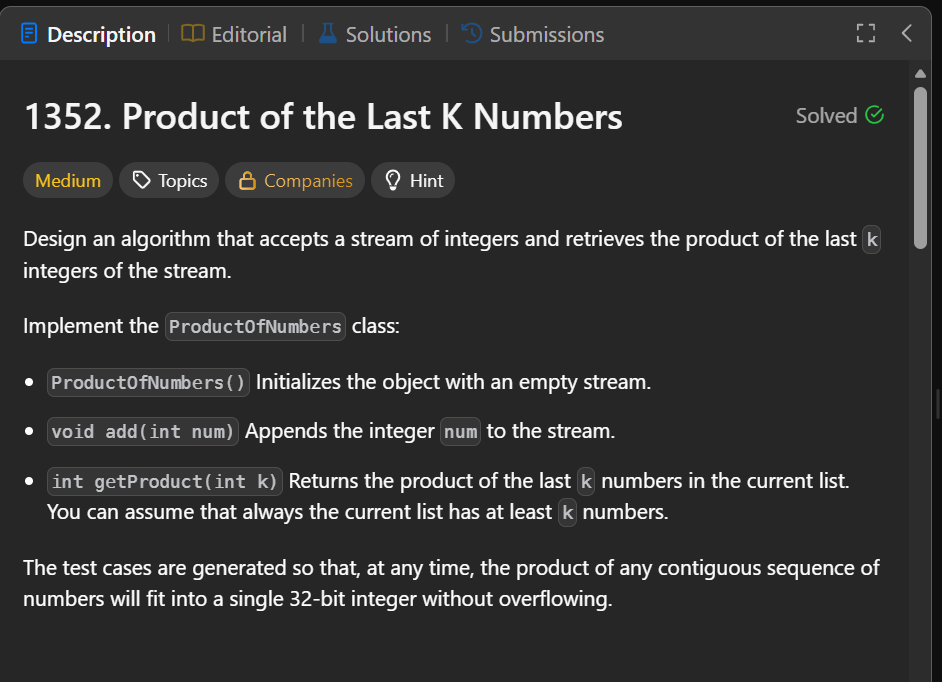 Description | Editorial | Solutions | Submissions
1352. Product of the Last K Numbers Solved
Medium Topics Companies Hint
Design an algorithm that accepts a stream of integers and retrieves the product of the last k
integers of the stream.
Implement the ProductOfNumbers class:
• ProductOfNumbers() Initializes the object with an empty stream.
• void add(int num) Appends the integer num to the stream.
• int getProduct(int k) Returns the product of the last k numbers in the current list.
You can assume that always the current list has at least k numbers.
The test cases are generated so that, at any time, the product of any contiguous sequence of
numbers will fit into a single 32-bit integer without overflowing.